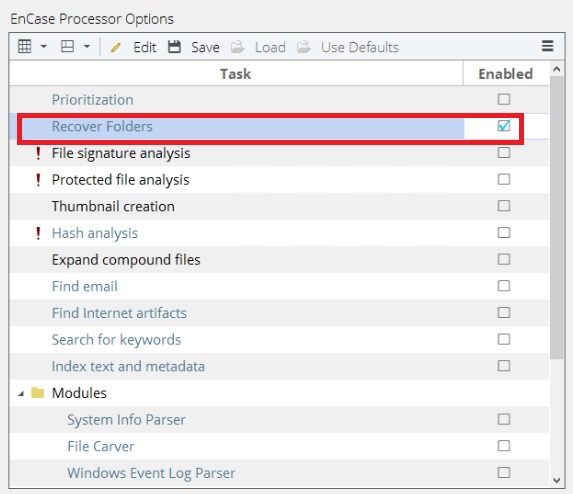 EnCase Processor Options
Edit Save Load Use Defaults
Task Enabled
Prioritization
Recover Folders
! File signature analysis
! Protected file analysis
Thumbnail creation
! Hash analysis
Expand compound files
Find email
Find Internet artifacts
Search for keywords
Index text and metadata
Modules
System Info Parser
File Carver
Windows Event Log Parser